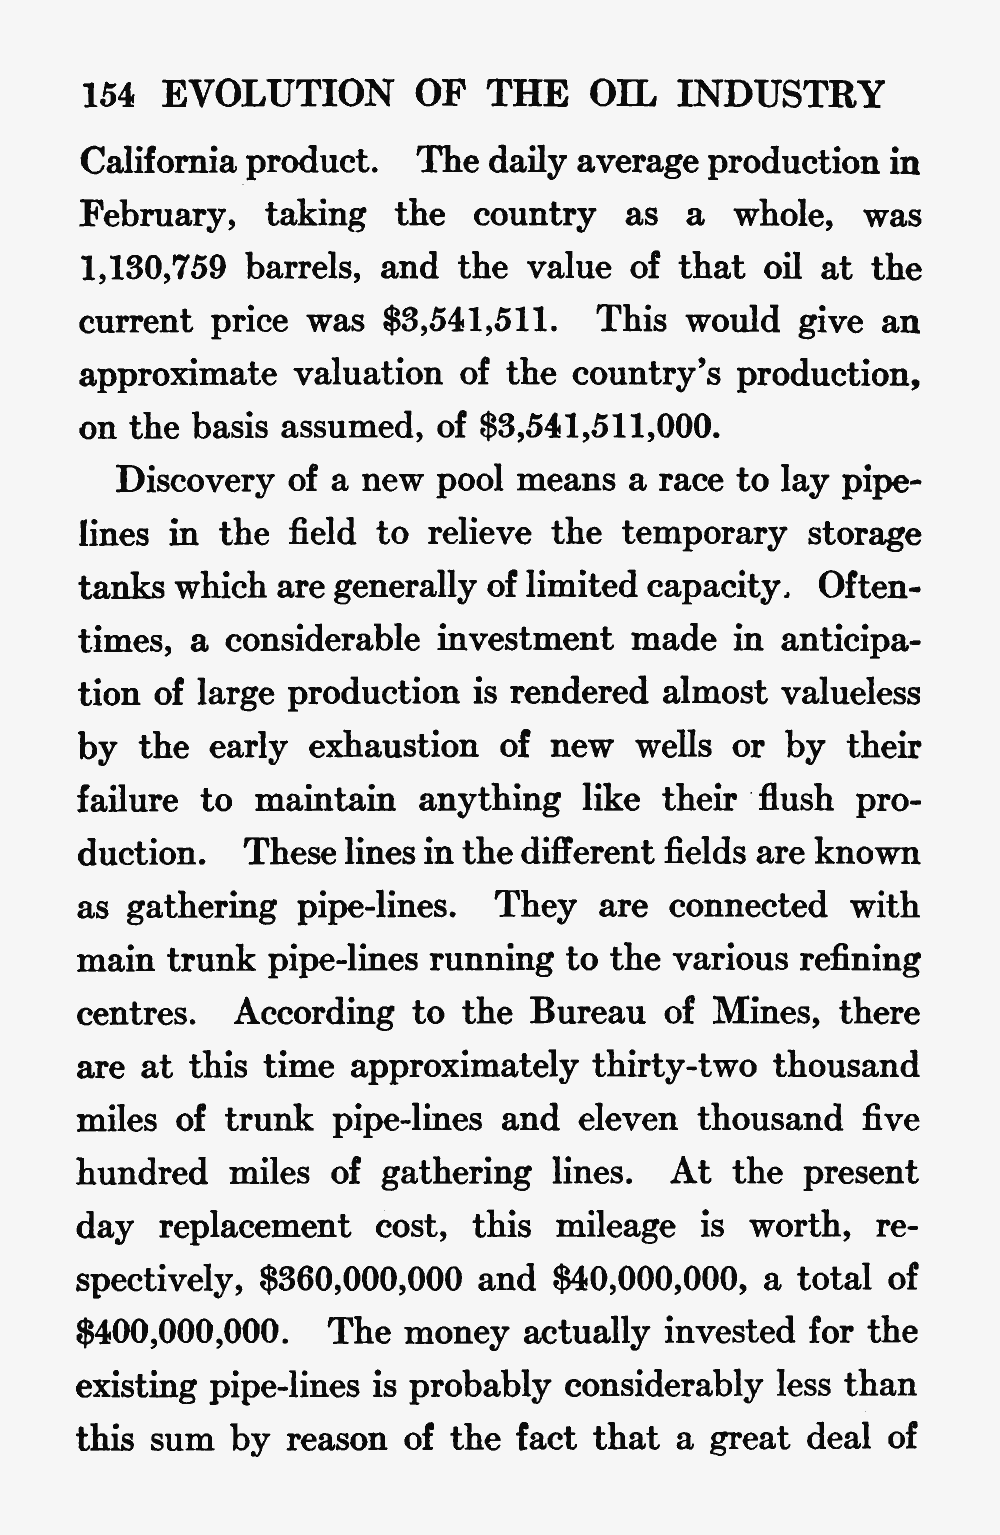 154 EVOLUTION OF THE OIL INDUSTRY
California product. The daily average production in
February, taking the country as a whole, was
1,130,759 barrels, and the value of that oil at the
current price was $3,541,511. This would give an
approximate valuation of the country's production,
on the basis assumed, of $3,541,511,000.
Discovery of a new pool means a race to lay pipe-
lines in the field to relieve the temporary storage
tanks which are generally of limited capacity. Often-
times, a considerable investment made in anticipa-
tion of large production is rendered almost valueless
by the early exhaustion of new wells or by their
failure to maintain anything like their flush pro-
duction. These lines in the different fields are known
as gathering pipe-lines. They are connected with
main trunk pipe-lines running to the various refining
centres. According to the Bureau of Mines, there
are at this time approximately thirty-two thousand
miles of trunk pipe-lines and eleven thousand five
hundred miles of gathering lines. At the present
day replacement cost, this mileage is worth, re-
spectively, $360,000,000 and $40,000,000, a total of
$400,000,000. The money actually invested for the
existing pipe-lines is probably considerably less than
this sum by reason of the fact that a great deal of